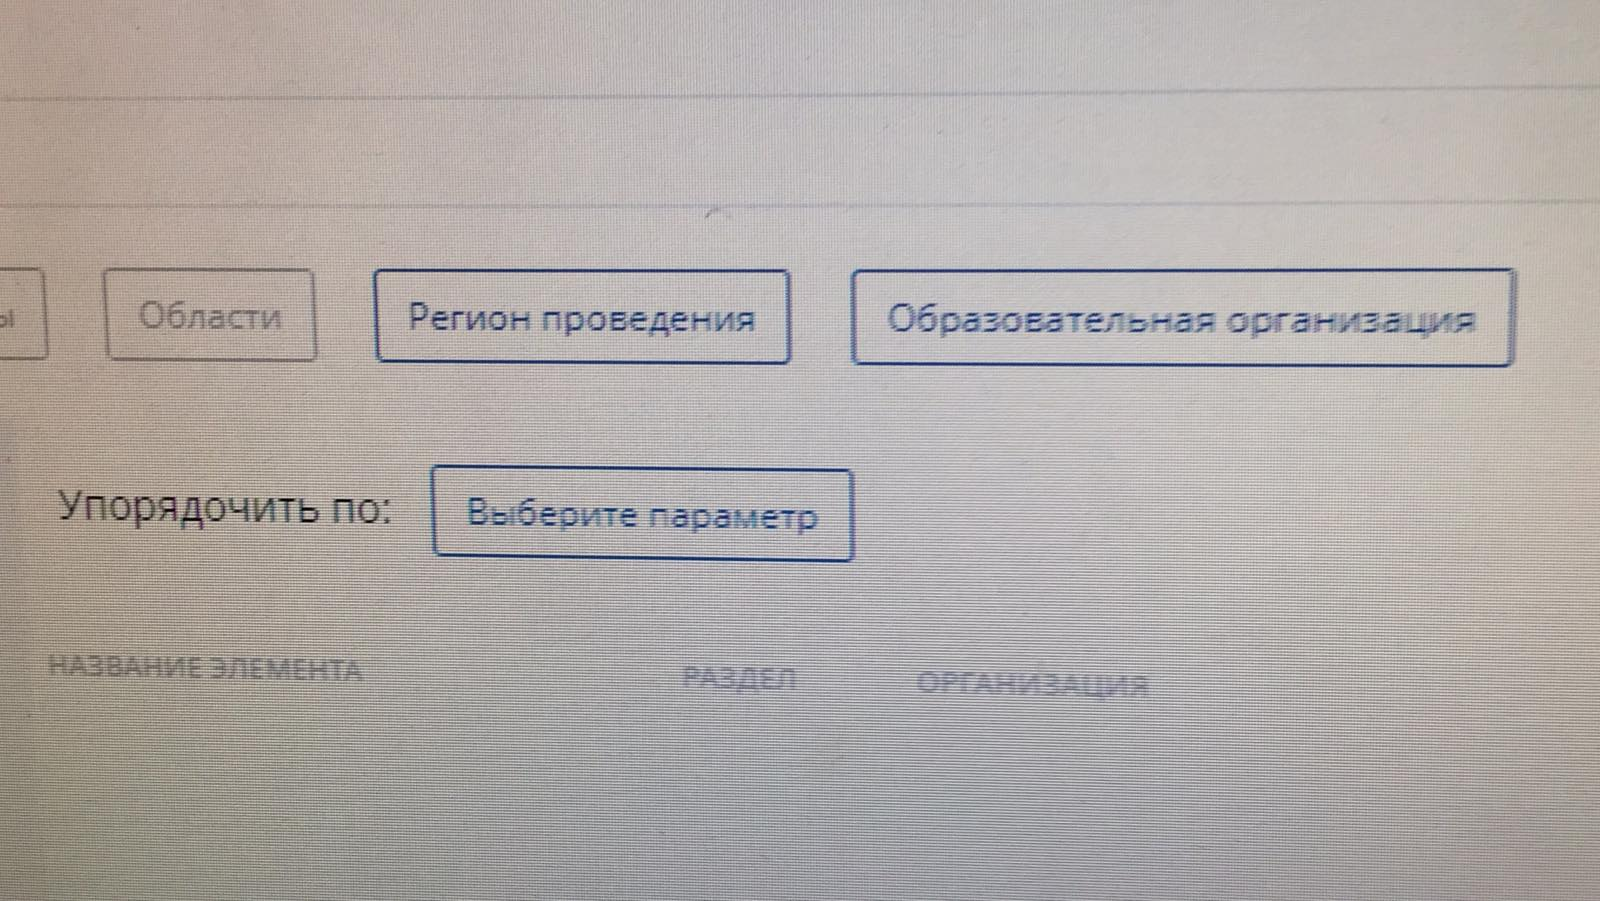 ы Области Регион проведения Образовательная организация
Упорядочить по: Выберите параметр
НАЗВАНИЕ ЭЛЕМЕНТА РАЗДЕЛ ОРГАНИЗАЦИЯ